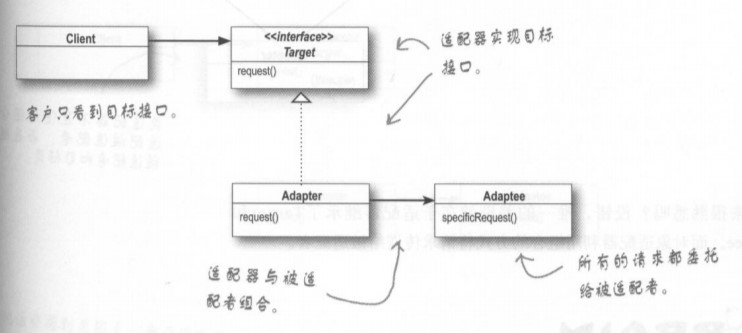 Client
<<interface>>
Target
request()
适配器实现目标
接口。
客户只看到目标接口。
Adapter
request()
Adaptee
specificRequest()
适配器与被适
配者组合。
所有的请求都委托
给被适配者。